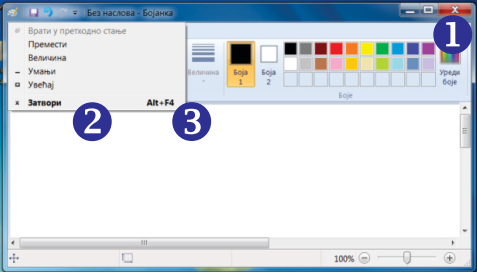 Без наслова - Бојанка
1
Врати у претходно стање
Премести
Величина
Умањи
Увећај
Затвори Alt+F4
2
3
Величина
Боја 1
Боја 2
Уреди боје
Боје
100%